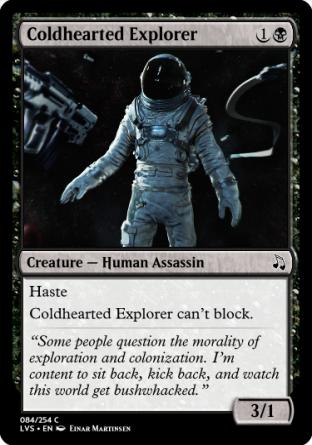 Coldhearted Explorer 1
Creature — Human Assassin
Haste
Coldhearted Explorer can't block.
“Some people question the morality of
exploration and colonization. I'm
content to sit back, kick back, and watch
this world get bushwhacked.”
3/1
084/254 C
LVS • EN Einar Martinsen